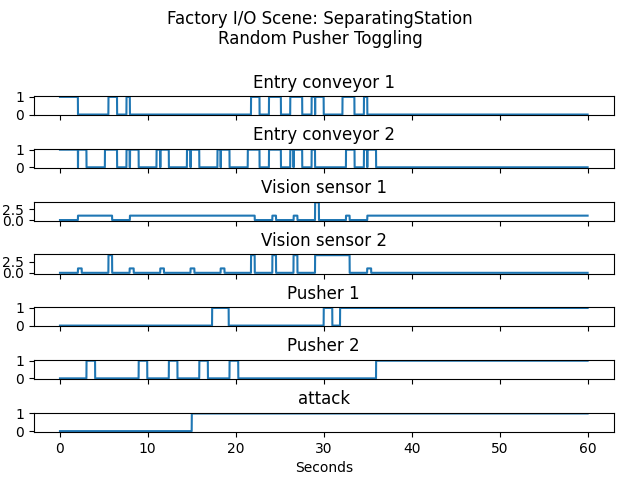 Factory I/O Scene: SeparatingStation
Random Pusher Toggling
Entry conveyor 1
1
0
Entry conveyor 2
1
0
Vision sensor 1
2.5
0.0
Vision sensor 2
2.5
0.0
Pusher 1
1
0
Pusher 2
1
0
attack
1
0
0 10 20 30 40 50 60
Seconds